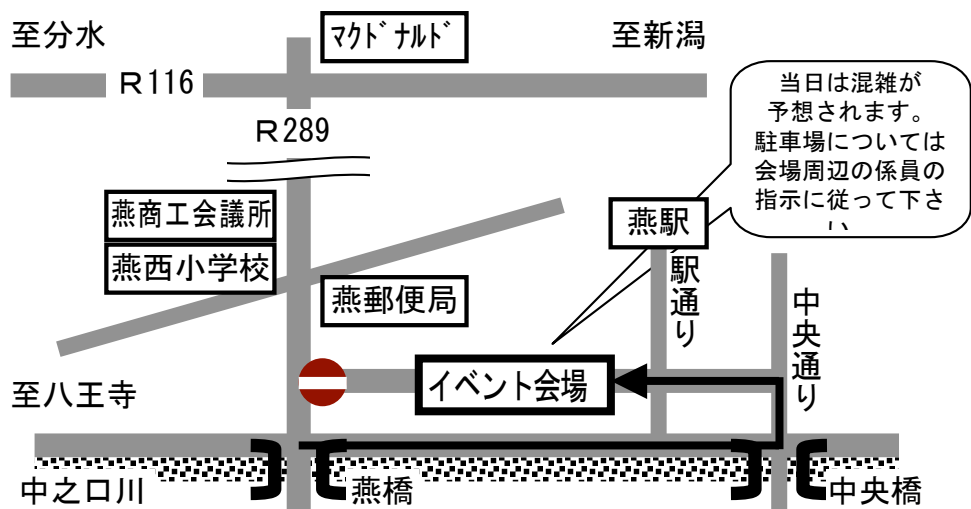 至分水
マクドナルド
至新潟
R116
R289
当日は混雑が
予想されます。
駐車場については
会場周辺の係員の
指示に従って下さ
い
燕商工会議所
燕西小学校
燕駅
燕郵便局
駅通り
中央通り
イベント会場
至八王寺
中之口川
燕橋
中央橋